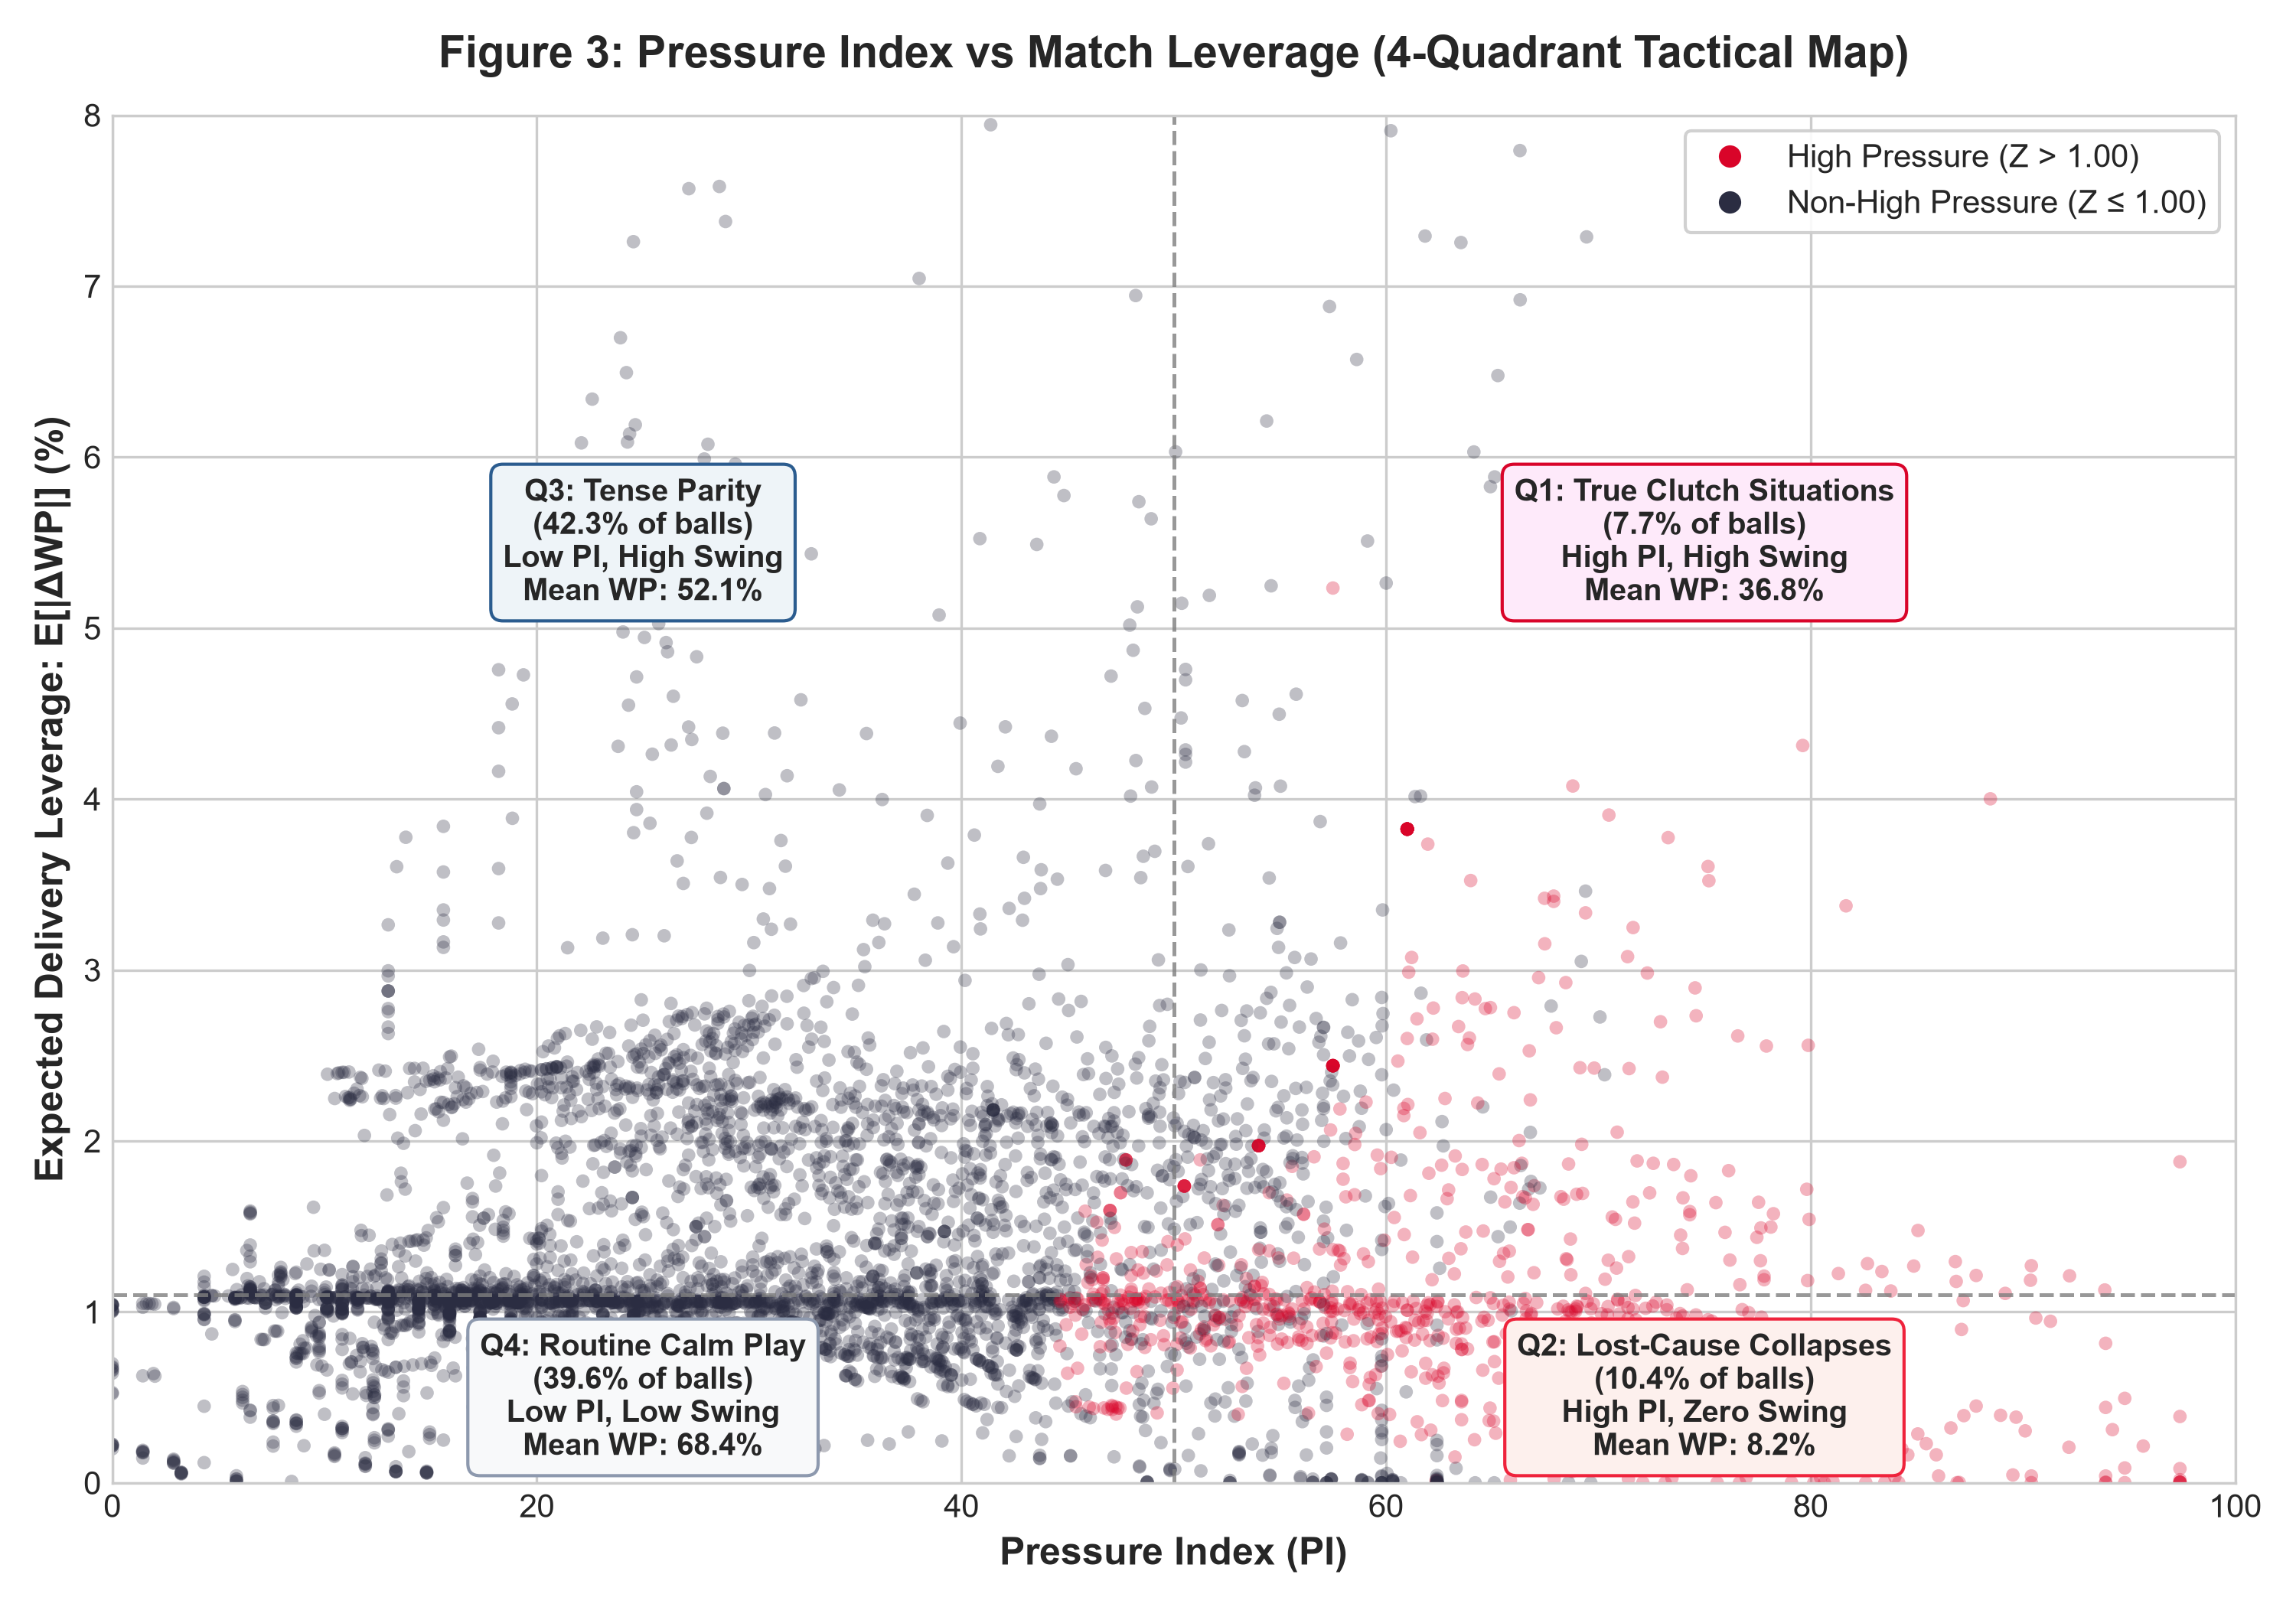 Figure 3: Pressure Index vs Match Leverage (4-Quadrant Tactical Map)
High Pressure (Z > 1.00)
Non-High Pressure (Z ≤ 1.00)
Q3: Tense Parity
(42.3% of balls)
Low PI, High Swing
Mean WP: 52.1%
Q1: True Clutch Situations
(7.7% of balls)
High PI, High Swing
Mean WP: 36.8%
Q4: Routine Calm Play
(39.6% of balls)
Low PI, Low Swing
Mean WP: 68.4%
Q2: Lost-Cause Collapses
(10.4% of balls)
High PI, Zero Swing
Mean WP: 8.2%
Expected Delivery Leverage: E[|ΔWP|] (%)
8
7
6
5
4
3
2
1
0
0
20
40
60
80
100
Pressure Index (PI)